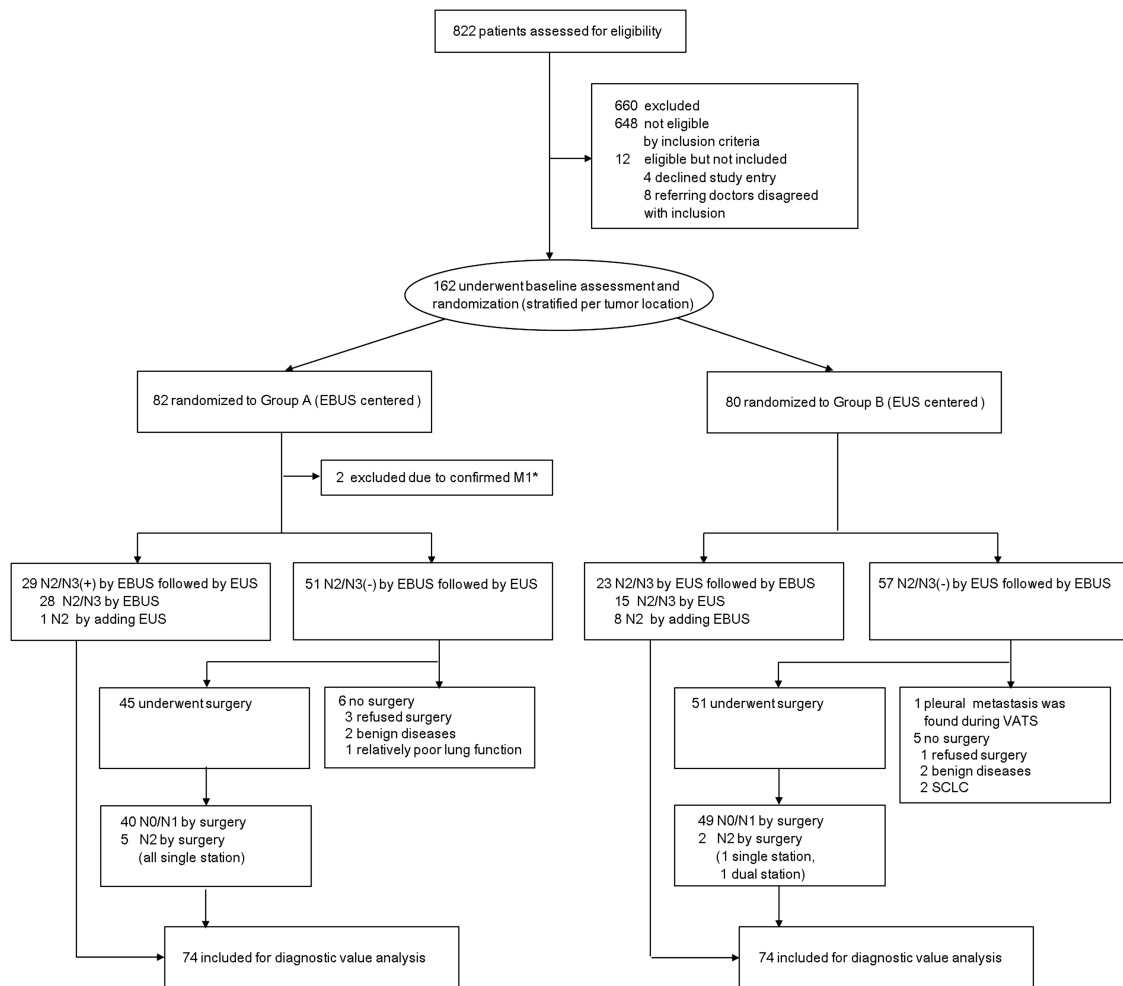 822 patients assessed for eligibility
660 excluded
648 not eligible
by inclusion criteria
12 eligible but not included
4 declined study entry
8 referring doctors disagreed
with inclusion
162 underwent baseline assessment and
randomization (stratified per tumor location)
82 randomized to Group A (EBUS centered )
80 randomized to Group B (EUS centered )
2 excluded due to confirmed M1*
29 N2/N3(+) by EBUS followed by EUS
28 N2/N3 by EBUS
1 N2 by adding EUS
51 N2/N3(-) by EBUS followed by EUS
23 N2/N3 by EUS followed by EBUS
15 N2/N3 by EUS
8 N2 by adding EBUS
57 N2/N3(-) by EUS followed by EBUS
45 underwent surgery
6 no surgery
3 refused surgery
2 benign diseases
1 relatively poor lung function
51 underwent surgery
1 pleural metastasis was
found during VATS
5 no surgery
1 refused surgery
2 benign diseases
2 SCLC
40 N0/N1 by surgery
5 N2 by surgery
(all single station)
49 N0/N1 by surgery
2 N2 by surgery
(1 single station,
1 dual station)
74 included for diagnostic value analysis
74 included for diagnostic value analysis